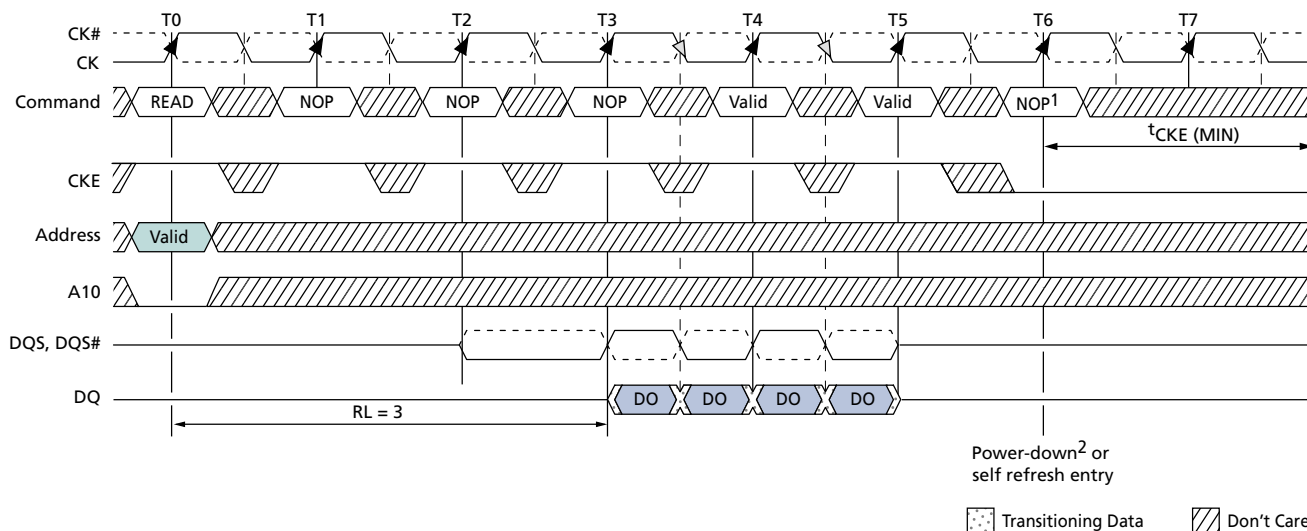 T0 T1 T2 T3 T4 T5 T6 T7
CK#
CK
Command READ NOP NOP NOP Valid Valid NOP1
tCKE (MIN)
CKE
Address Valid
A10
DQS, DQS#
DQ DO DO DO DO
RL = 3
Power-down2 or
self refresh entry
Transitioning Data Don't Care